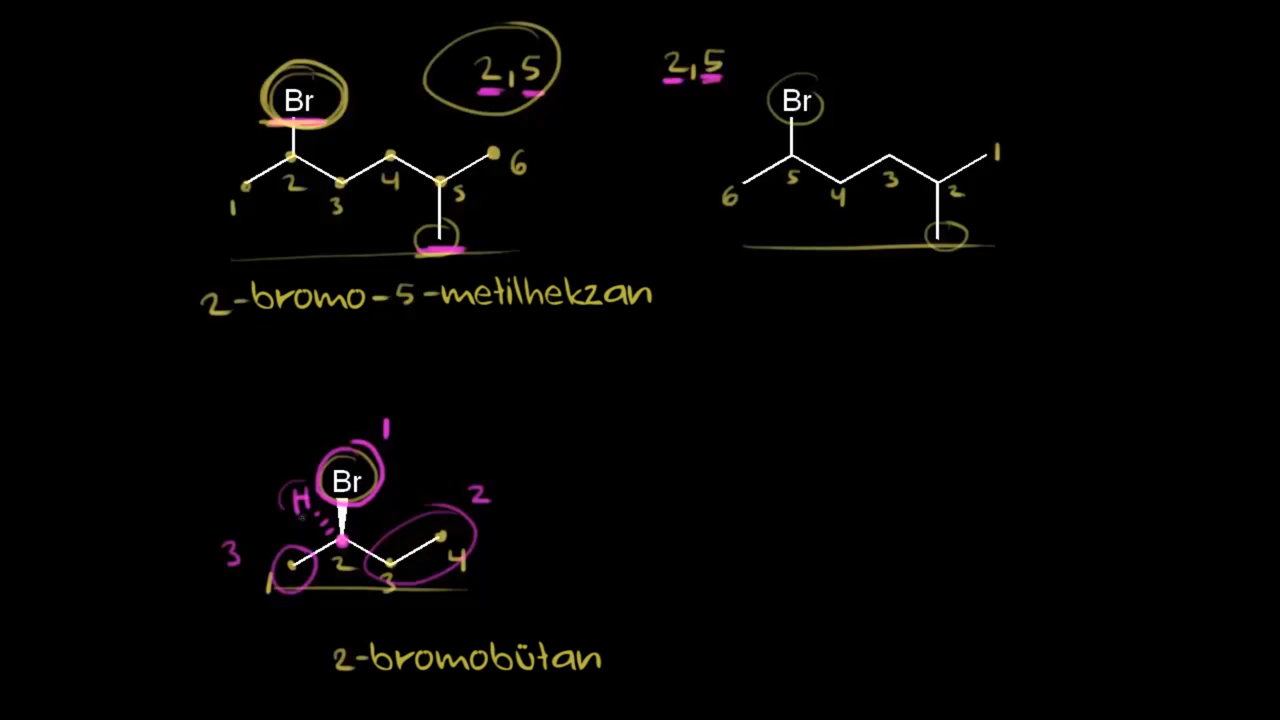 2,5
2,5
Br
Br
1 2 3 4 5 6
6 5 4 3 2 1
2-bromo-5-metilhekzan
1
Br
H
2
3
1 2 3 4
2-bromobütan